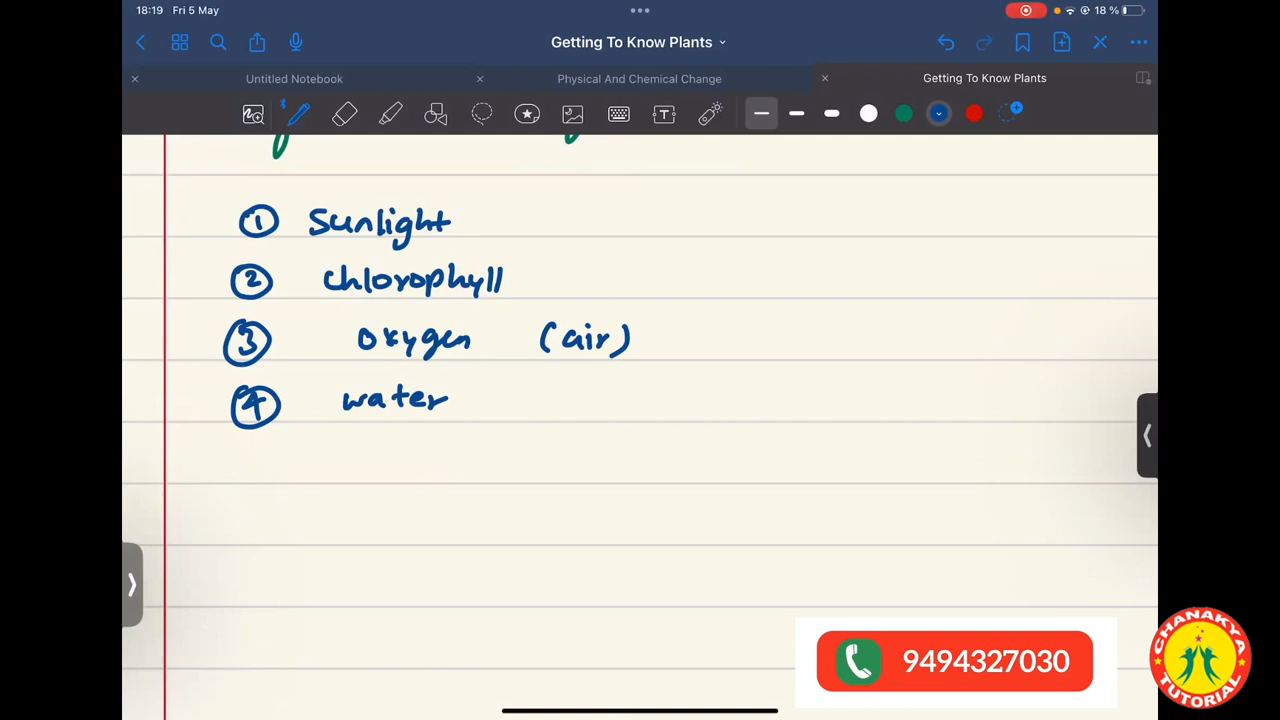 18:19 Fri 5 May
18 %
Getting To Know Plants
Untitled Notebook
Physical And Chemical Change
Getting To Know Plants
① Sunlight
② chlorophyll
③ oxygen (air)
④ water
9494327030
CHANAKYA
TUTORIAL